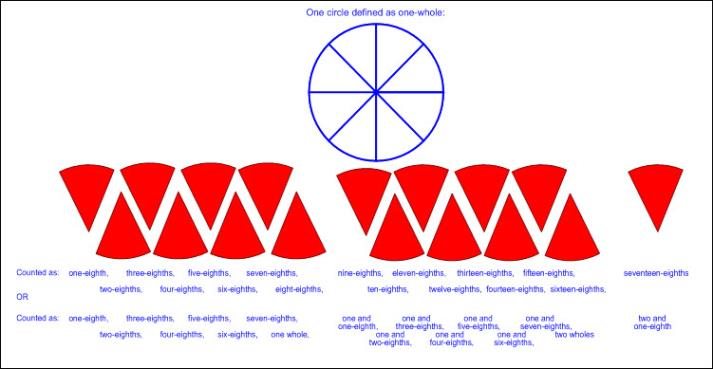 One circle defined as one-whole:
Counted as: one-eighth, three-eighths, five-eighths, seven-eighths, nine-eighths, eleven-eighths, thirteen-eighths, fifteen-eighths, seventeen-eighths
two-eighths, four-eighths, six-eighths, eight-eighths, ten-eighths, twelve-eighths, fourteen-eighths, sixteen-eighths,
OR
Counted as: one-eighth, three-eighths, five-eighths, seven-eighths, one and one and one and one and two and
one-eighth, three-eighths, five-eighths, seven-eighths, one-eighth
two-eighths, four-eighths, six-eighths, one whole, one and one and one and two wholes
two-eighths, four-eighths, six-eighths,